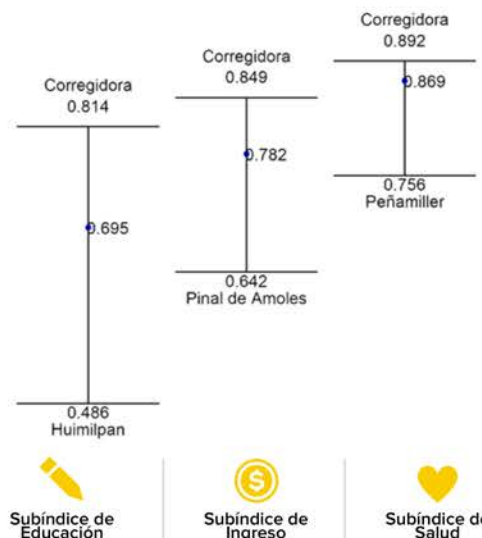 Corregidora
0.814
0.695
0.486
Huimilpan
Subíndice de
Educación
Corregidora
0.849
0.782
0.642
Pinal de Amoles
$
Subíndice de
Ingreso
Corregidora
0.892
0.869
0.756
Peñamiller
Subíndice de
Salud